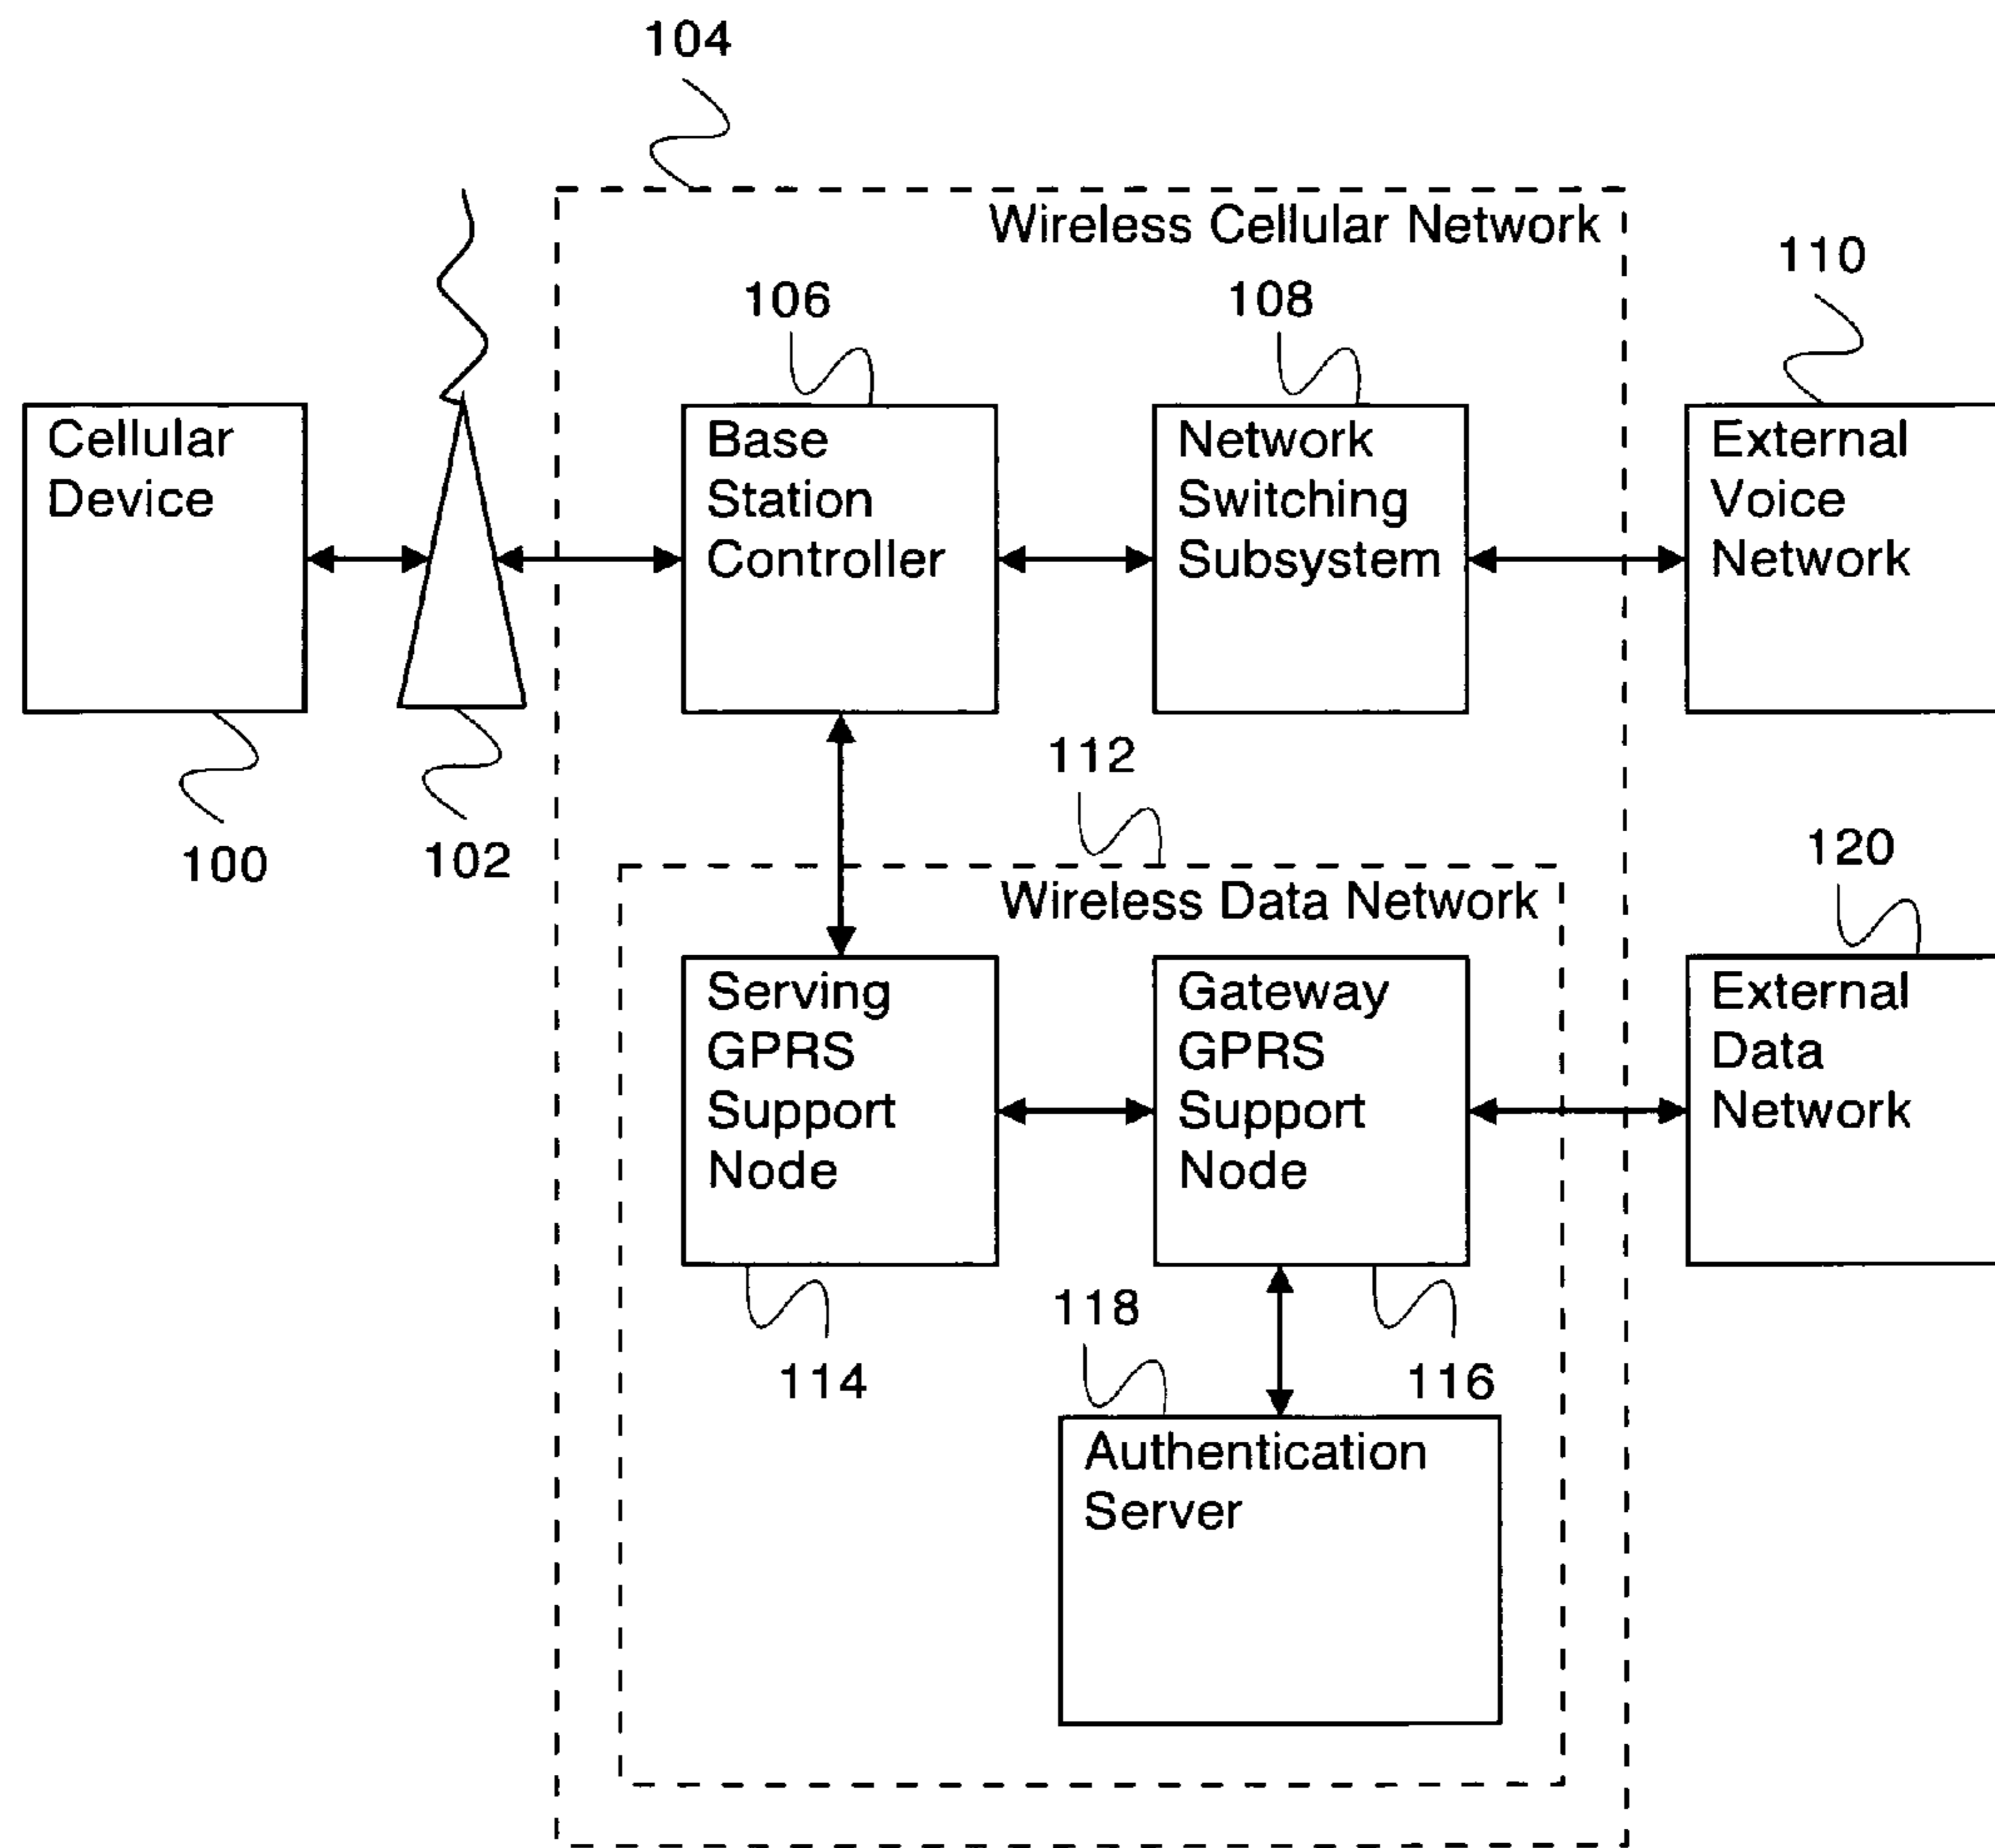 104
Wireless Cellular Network
106
108
110
Cellular
Device
Base
Station
Controller
Network
Switching
Subsystem
External
Voice
Network
100
102
112
120
Wireless Data Network
Serving
GPRS
Support
Node
Gateway
GPRS
Support
Node
External
Data
Network
114
118
116
Authentication
Server